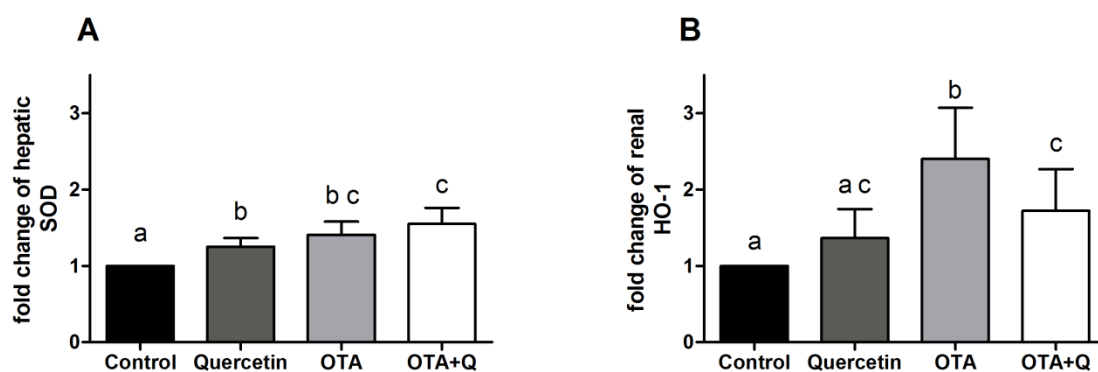 A
fold change of hepatic
SOD
3
2
1
0
a
b
b c
c
Control Quercetin OTA OTA+Q
B
fold change of renal
HO-1
3
2
1
0
a
a c
b
c
Control Quercetin OTA OTA+Q